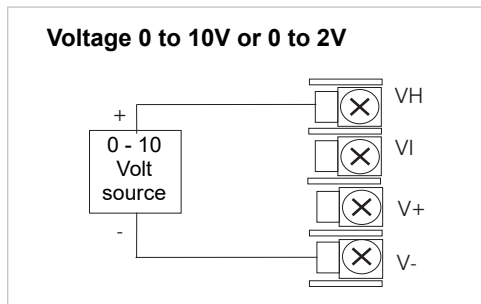 Voltage 0 to 10V or 0 to 2V
VH
+
0 - 10
Volt
source
VI
V+
-
V-